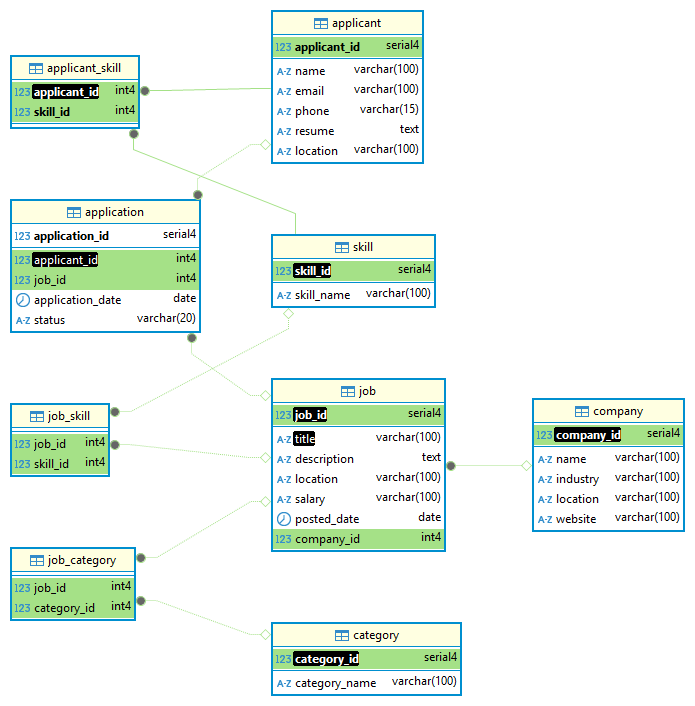 applicant
123 applicant_id serial4
A-Z name varchar(100)
A-Z email varchar(100)
A-Z phone varchar(15)
A-Z resume text
A-Z location varchar(100)
applicant_skill
123 applicant_id int4
123 skill_id int4
application
123 application_id serial4
123 applicant_id int4
123 job_id int4
application_date date
A-Z status varchar(20)
skill
123 skill_id serial4
A-Z skill_name varchar(100)
job_skill
123 job_id int4
123 skill_id int4
job
123 job_id serial4
A-Z title varchar(100)
A-Z description text
A-Z location varchar(100)
A-Z salary varchar(100)
posted_date date
123 company_id int4
company
123 company_id serial4
A-Z name varchar(100)
A-Z industry varchar(100)
A-Z location varchar(100)
A-Z website varchar(100)
job_category
123 job_id int4
123 category_id int4
category
123 category_id serial4
A-Z category_name varchar(100)